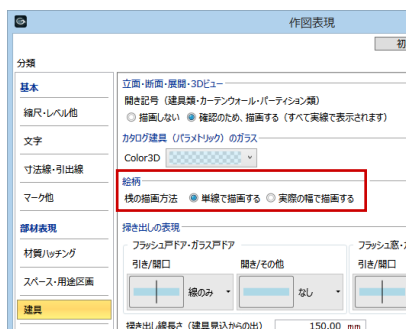 作図表現
初
分類
基本
縮尺・レベル他
文字
寸法線・引出線
マーク他
部材表現
材質ハッチング
スペース・用途区画
建具
立面・断面・展開・3Dビュー
開き記号（建具類・カーテンウォール・パーティション類）
描画しない 確認のため、描画する（すべて実線で表示されます）
カタログ建具（パラメトリック）のガラス
Color3D
絵柄
桟の描画方法 単線で描画する 実際の幅で描画する
掃き出しの表現
フラッシュ戸ドア・ガラス戸ドア フラッシュ窓・
引き/開口 開き/その他 引き/開口
線のみ なし
掃き出し線長さ（建具見込からの出） 150.00 mm